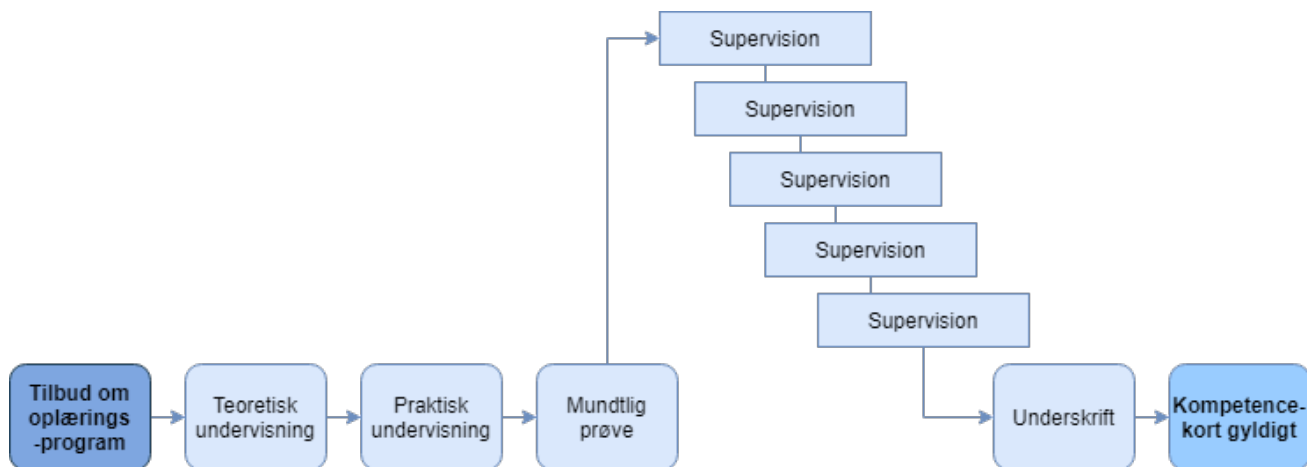 Supervision
Supervision
Supervision
Supervision
Supervision
Tilbud om
oplærings
-program
Teoretisk
undervisning
Praktisk
undervisning
Mundtlig
prøve
Underskrift
Kompetence-
kort gyldigt